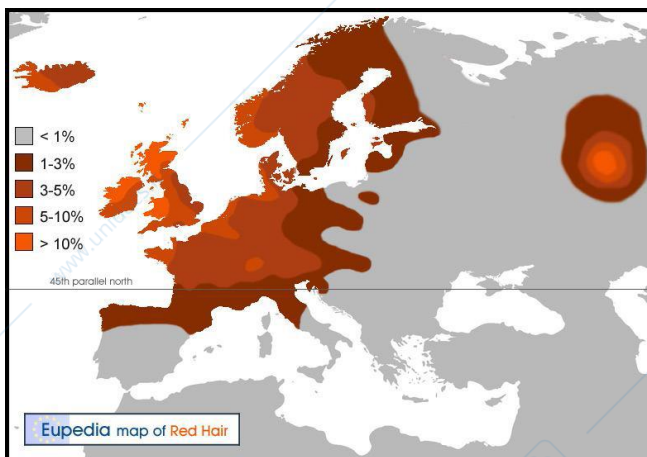 < 1%
1-3%
3-5%
5-10%
> 10%
45th parallel north
Eupedia map of Red Hair